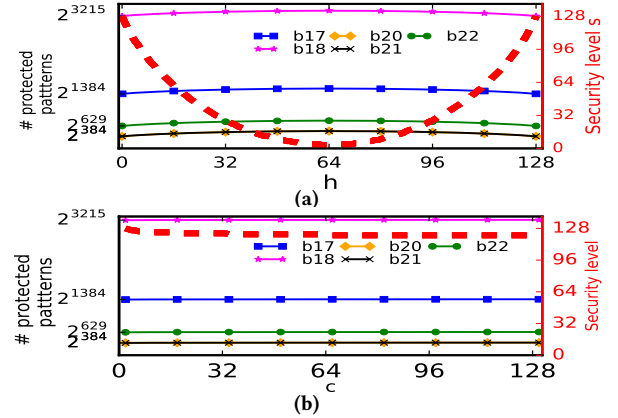 2^3215
2^1384
2^629
2^384
# protected
pattterns
b17 b20 b22
b18 b21
128
96
64
32
0
Security level s
0 32 64 96 128
h
(a)
2^3215
2^1384
2^629
2^384
# protected
pattterns
b17 b20 b22
b18 b21
128
96
64
32
0
Security level
0 32 64 96 128
c
(b)